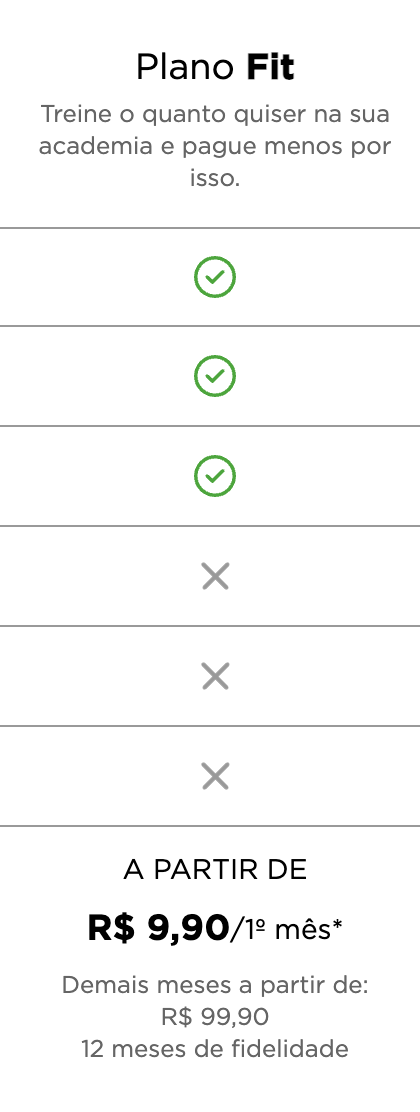 Plano Fit
Treine o quanto quiser na sua
academia e pague menos por
isso.
A PARTIR DE
R$ 9,90/1º mês*
Demais meses a partir de:
R$ 99,90
12 meses de fidelidade